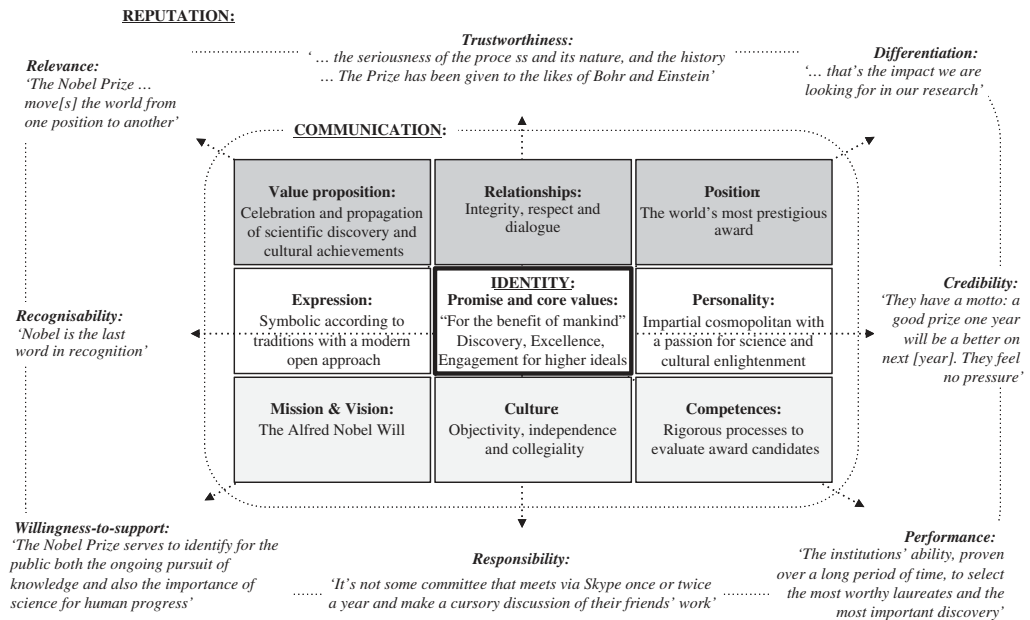 REPUTATION:
Trustworthiness:
‘ … the seriousness of the proce ss and its nature, and the history
… The Prize has been given to the likes of Bohr and Einstein’
Differentiation:
‘… that’s the impact we are
looking for in our research’
Relevance:
‘The Nobel Prize …
move[s] the world from
one position to another’
COMMUNICATION:
Value proposition:
Celebration and propagation
of scientific discovery and
cultural achievements
Relationships:
Integrity, respect and
dialogue
Position:
The world’s most prestigious
award
Recognisability:
‘Nobel is the last
word in recognition’
Expression:
Symbolic according to
traditions with a modern
open approach
IDENTITY:
Promise and core values:
“For the benefit of mankind”
Discovery, Excellence,
Engagement for higher ideals
Personality:
Impartial cosmopolitan with
a passion for science and
cultural enlightenment
Credibility:
‘They have a motto: a
good prize one year
will be a better on
next [year]. They feel
no pressure’
Mission & Vision:
The Alfred Nobel Will
Culture:
Objectivity, independence
and collegiality
Competences:
Rigorous processes to
evaluate award candidates
Willingness-to-support:
‘The Nobel Prize serves to identify for the
public both the ongoing pursuit of
knowledge and also the importance of
science for human progress’
Responsibility:
‘It’s not some committee that meets via Skype once or twice
a year and make a cursory discussion of their friends’ work’
Performance:
‘The institutions’ ability, proven
over a long period of time, to select
the most worthy laureates and the
most important discovery’